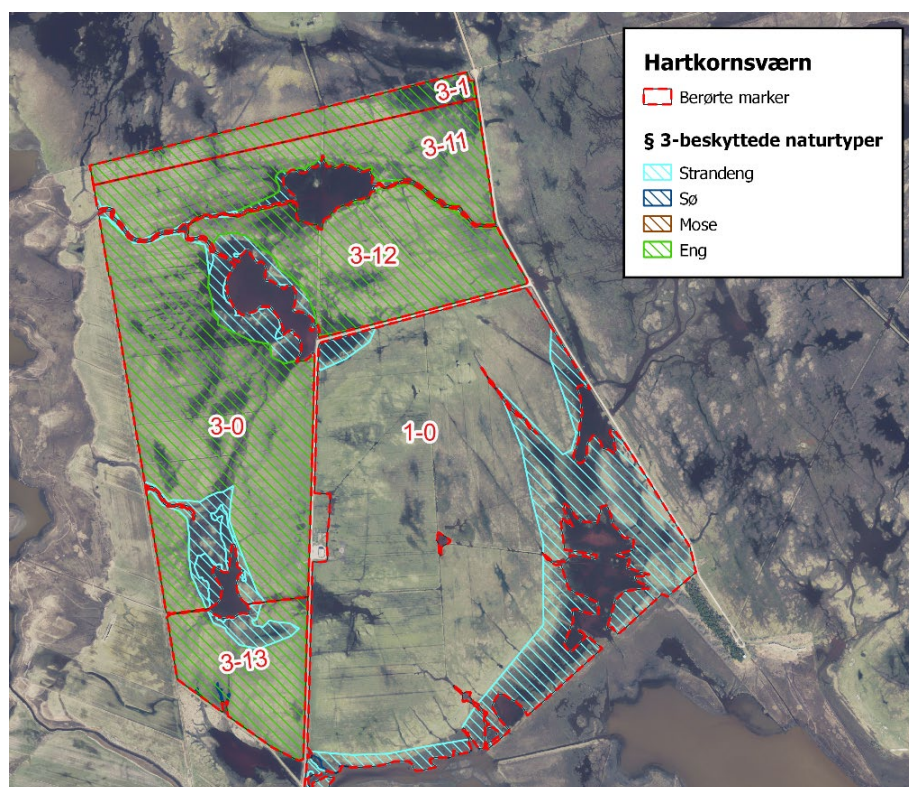 Hartkornsværn
Berørte marker
§ 3-beskyttede naturtyper
Strandeng
Sø
Mose
Eng
3-1
3-11
3-12
3-0
1-0
3-13